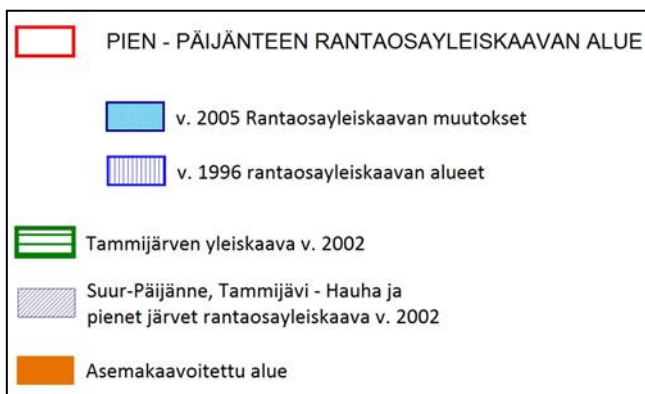 PIEN - PÄIJÄNTEEN RANTAOSAYLEISKAAVAN ALUE
v. 2005 Rantaosayleiskaavan muutokset
v. 1996 rantaosayleiskaavan alueet
Tammijärven yleiskaava v. 2002
Suur-Päijänne, Tammijävi - Hauha ja
pienet järvet rantaosayleiskaava v. 2002
Asemakaavoitettu alue